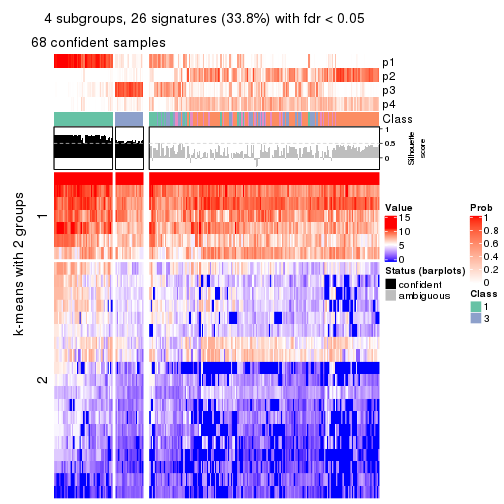 4 subgroups, 26 signatures (33.8%) with fdr < 0.05
68 confident samples
p1
p2
p3
p4
Class
1
0.5
0
Silhouette
score
k-means with 2 groups
1
2
Value
15
10
5
0
Status (barplots)
confident
ambiguous
Prob
1
0.8
0.6
0.4
0.2
0
Class
1
3